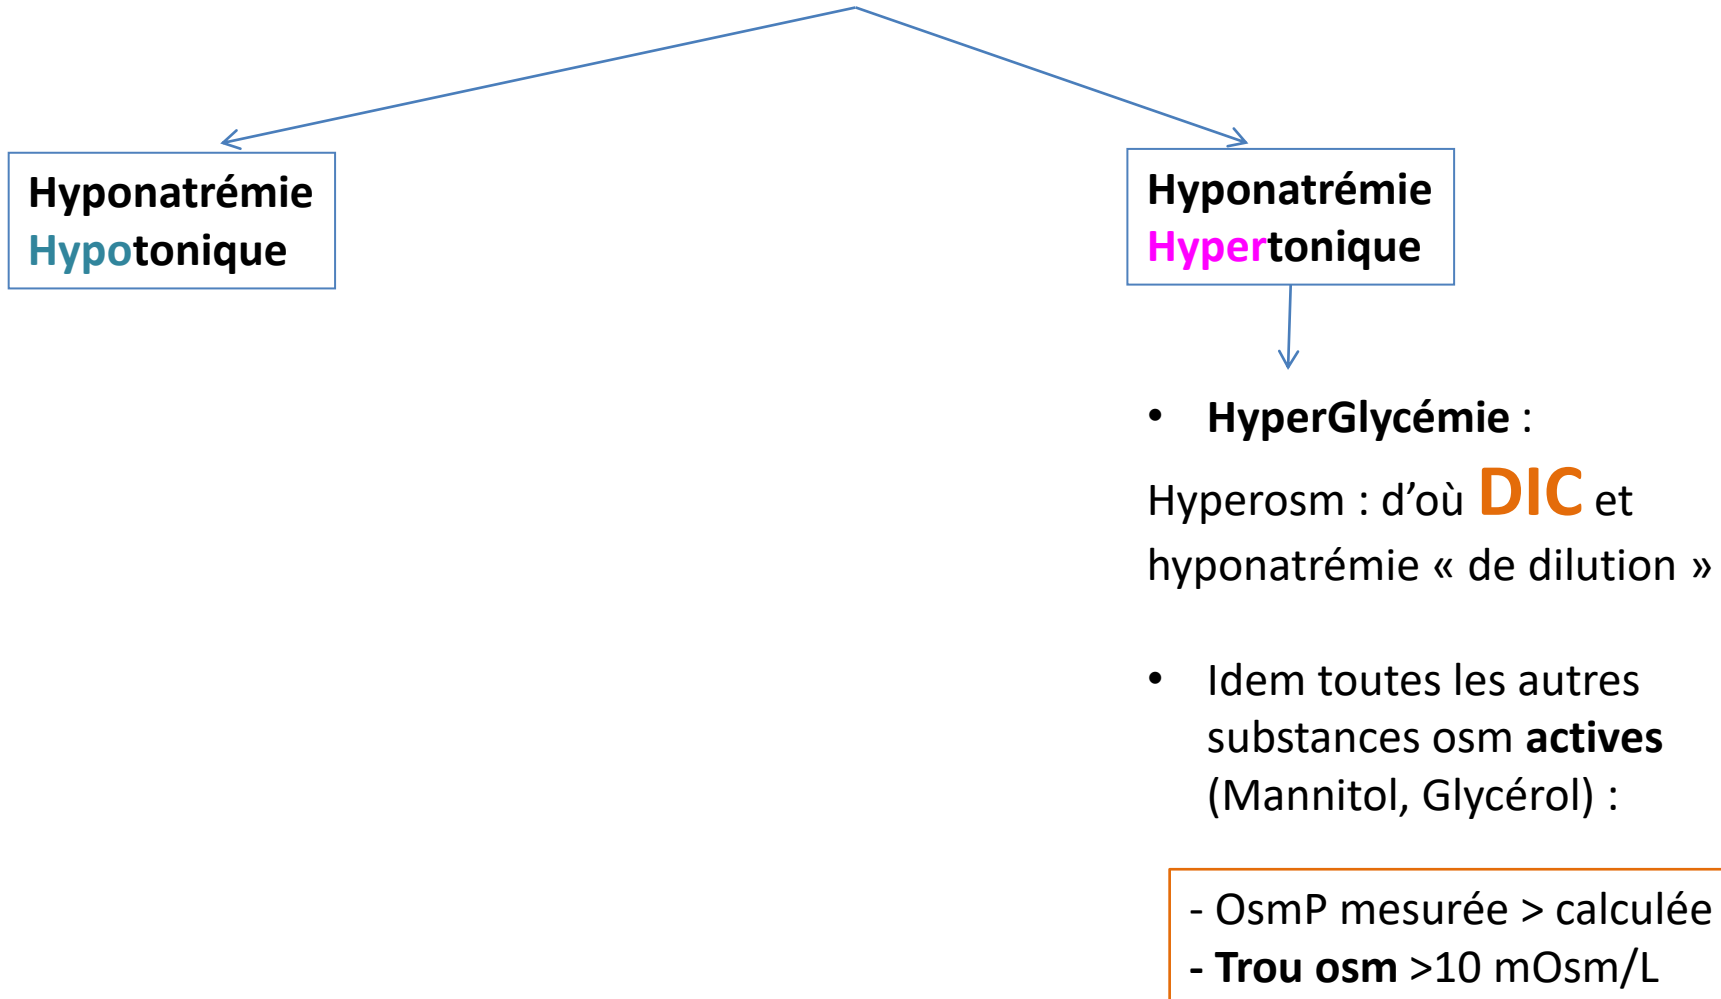 Hyponatrémie
Hypotonique
Hyponatrémie
Hypertonique
• HyperGlycémie :
Hyperosm : d’où DIC et
hyponatrémie « de dilution »
• Idem toutes les autres
substances osm actives
(Mannitol, Glycérol) :
- OsmP mesurée > calculée
- Trou osm >10 mOsm/L